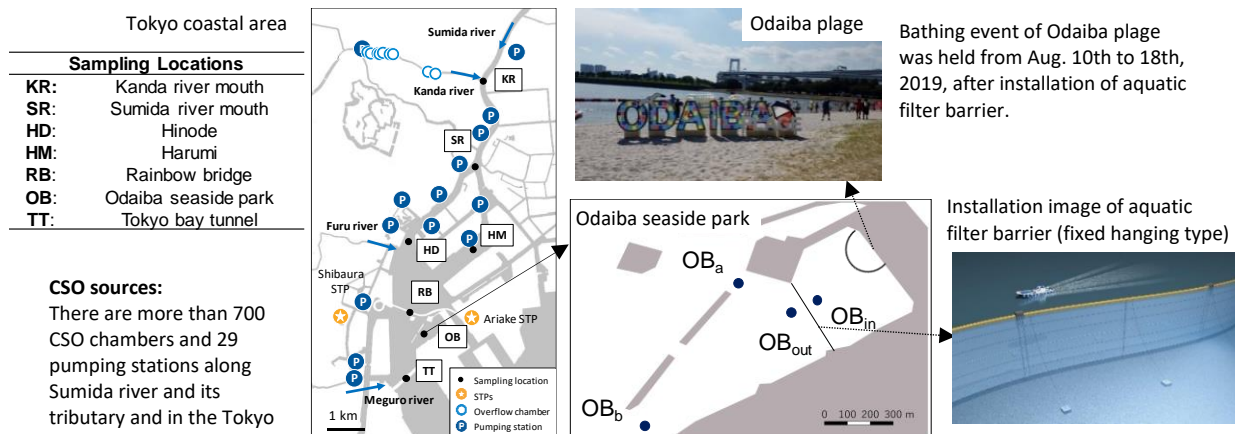 Tokyo coastal area
Sampling Locations
KR: Kanda river mouth
SR: Sumida river mouth
HD: Hinode
HM: Harumi
RB: Rainbow bridge
OB: Odaiba seaside park
TT: Tokyo bay tunnel
CSO sources:
There are more than 700
CSO chambers and 29
pumping stations along
Sumida river and its
tributary and in the Tokyo
Sumida river
P
P
KR
Kanda river
P
P
SR
P
P
P
P
P
P
Furu river
HD
P
HM
Shibaura
STP
RB
P
Ariake STP
OB
P
P
TT
Meguro river
1 km
Sampling location
STPs
Overflow chamber
P Pumping station
Odaiba plage
ODAIBA
Bathing event of Odaiba plage
was held from Aug. 10th to 18th,
2019, after installation of aquatic
filter barrier.
Odaiba seaside park
OBa
OBin
OBout
OBb
0 100 200 300 m
Installation image of aquatic
filter barrier (fixed hanging type)